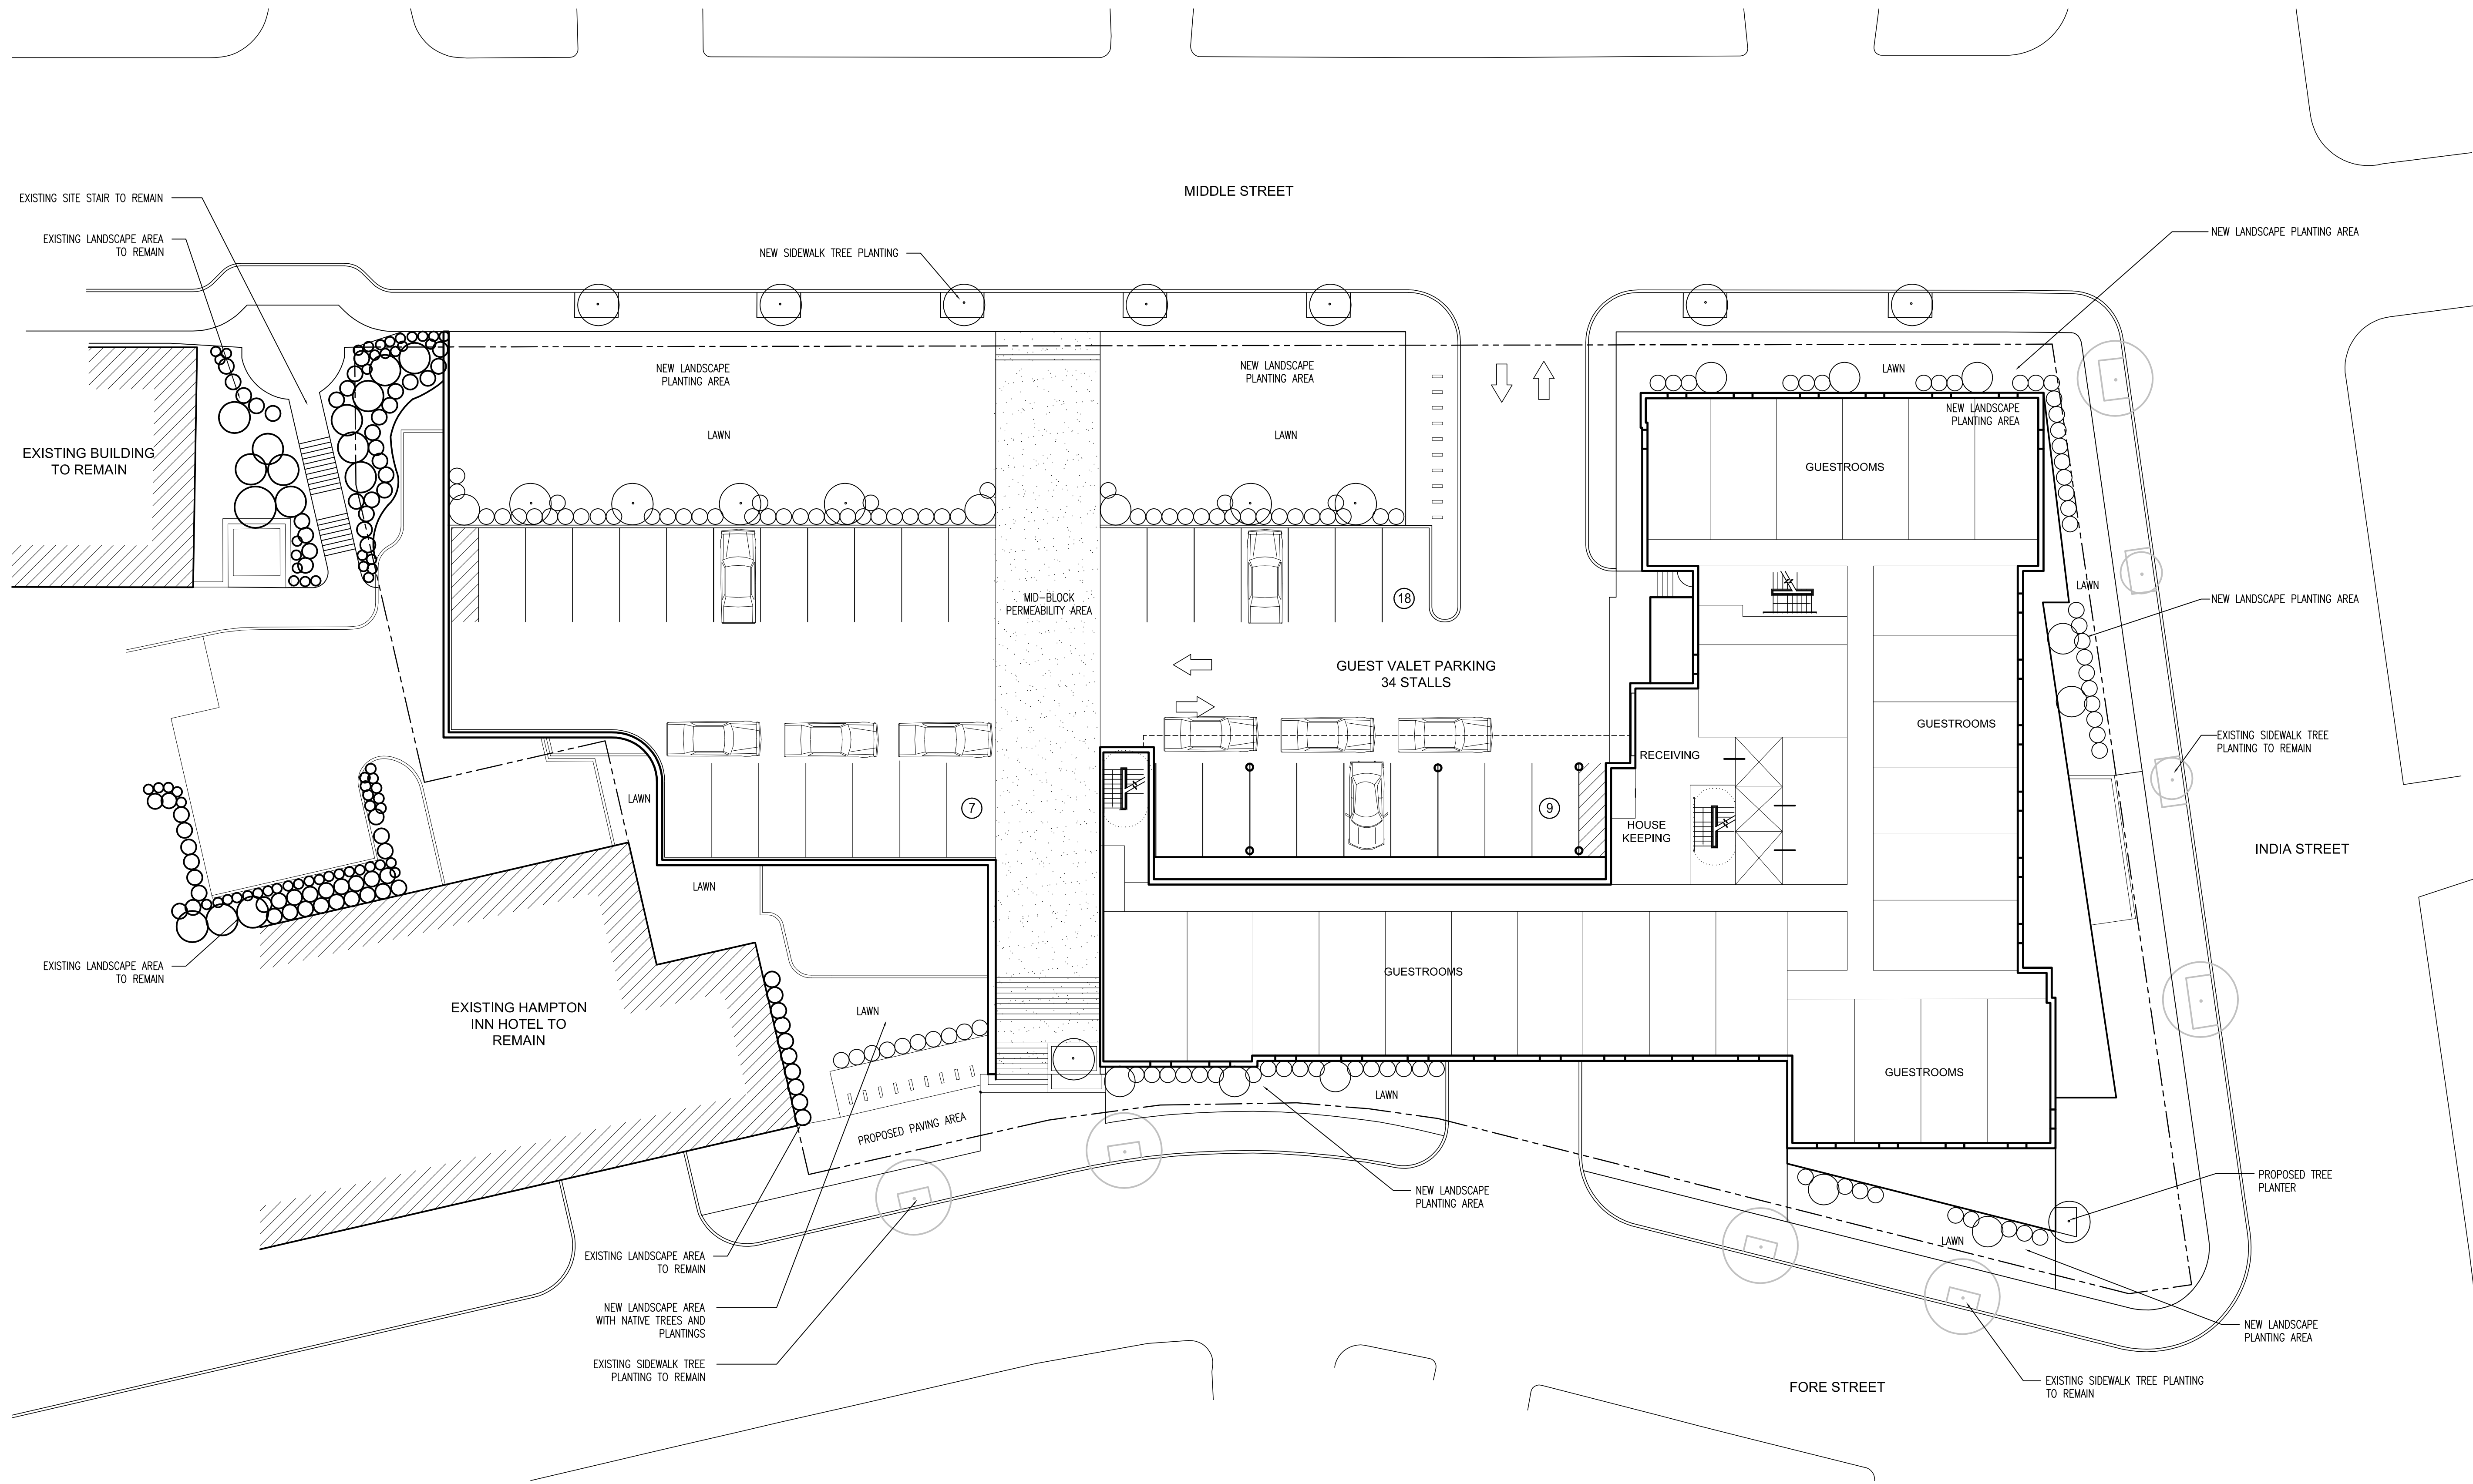 MIDDLE STREET
EXISTING SITE STAIR TO REMAIN
EXISTING LANDSCAPE AREA
TO REMAIN
NEW SIDEWALK TREE PLANTING
NEW LANDSCAPE PLANTING AREA
NEW LANDSCAPE
PLANTING AREA
NEW LANDSCAPE
PLANTING AREA
LAWN
NEW LANDSCAPE
PLANTING AREA
LAWN
LAWN
EXISTING BUILDING
TO REMAIN
GUESTROOMS
MID-BLOCK
PERMEABILITY AREA
18
LAWN
NEW LANDSCAPE PLANTING AREA
GUEST VALET PARKING
34 STALLS
GUESTROOMS
EXISTING SIDEWALK TREE
PLANTING TO REMAIN
RECEIVING
LAWN
7
9
HOUSE
KEEPING
INDIA STREET
LAWN
EXISTING LANDSCAPE AREA
TO REMAIN
GUESTROOMS
EXISTING HAMPTON
INN HOTEL TO
REMAIN
LAWN
GUESTROOMS
LAWN
PROPOSED PAVING AREA
PROPOSED TREE
PLANTER
NEW LANDSCAPE
PLANTING AREA
LAWN
EXISTING LANDSCAPE AREA
TO REMAIN
NEW LANDSCAPE AREA
WITH NATIVE TREES AND
PLANTINGS
NEW LANDSCAPE
PLANTING AREA
EXISTING SIDEWALK TREE
PLANTING TO REMAIN
FORE STREET
EXISTING SIDEWALK TREE PLANTING
TO REMAIN